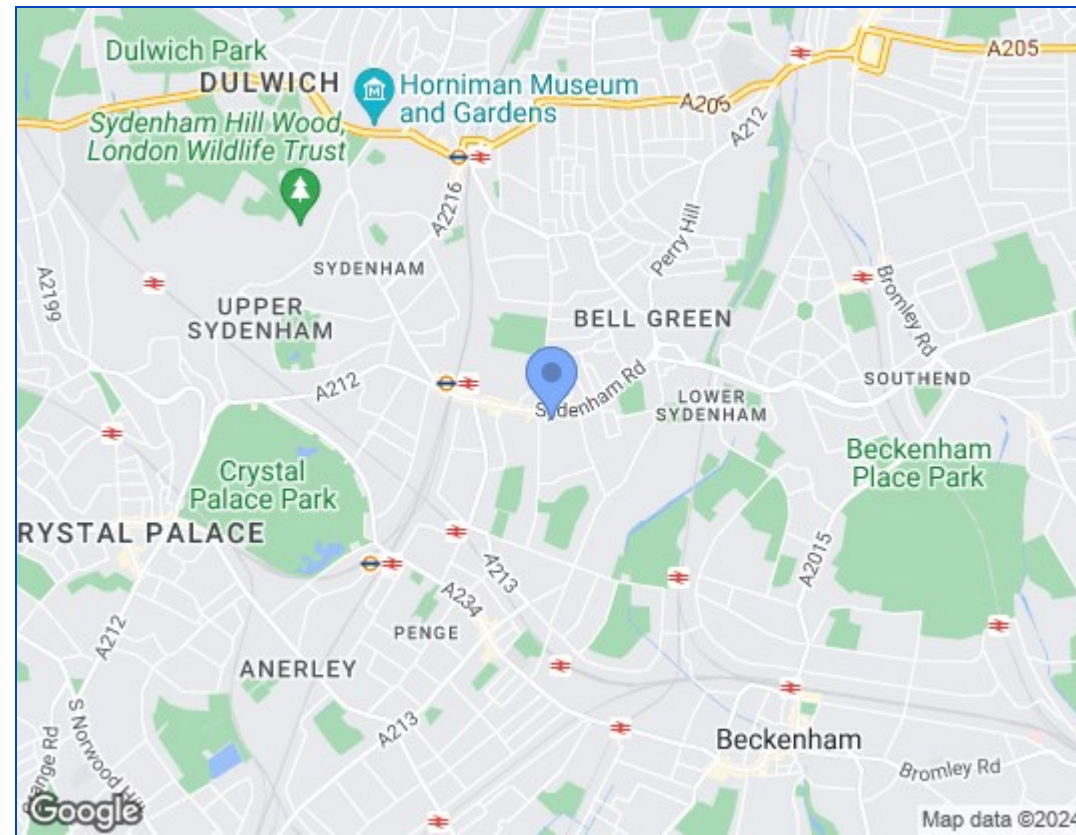 Dulwich Park
DULWICH
Horniman Museum
and Gardens
A205
A205
A212
Sydenham Hill Wood,
London Wildlife Trust
A2216
Perry Hill
SYDENHAM
A2199
UPPER
SYDENHAM
BELL GREEN
Bromley Rd
A212
Sydenham Rd
SOUTHEND
LOWER
SYDENHAM
Beckenham
Place Park
Crystal
Palace Park
RYSTAL PALACE
A213
A2015
A234
A212
PENGE
ANERLEY
A213
S Norwood Hill
Beckenham
Bromley Rd
Google
Map data ©2024